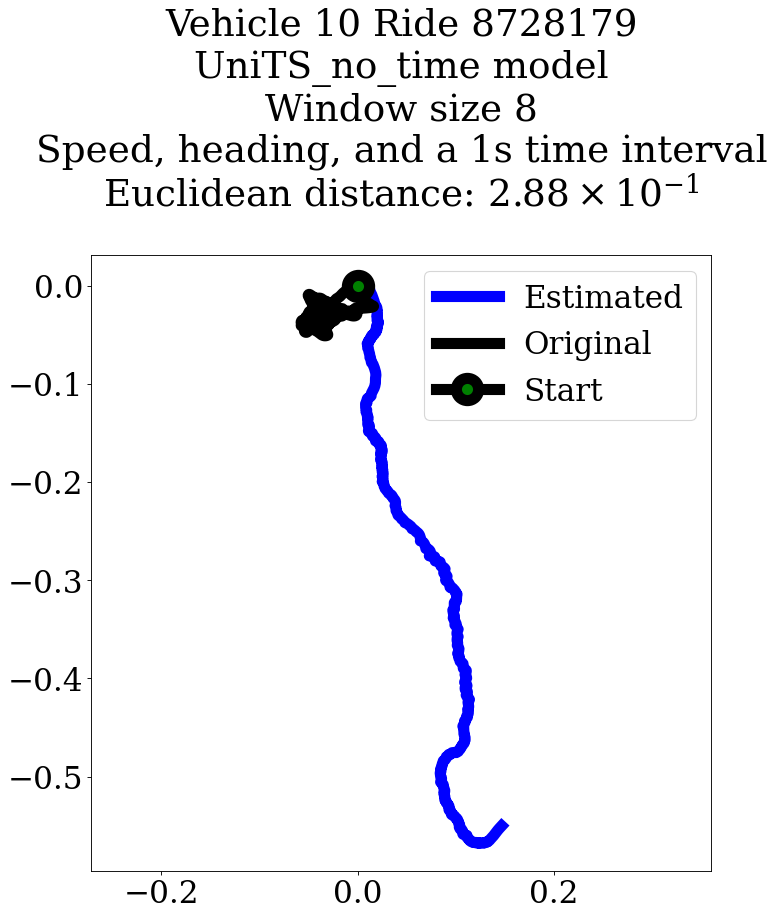 Vehicle 10 Ride 8728179
UniTS_no_time model
Window size 8
Speed, heading, and a 1s time interval
Euclidean distance: 2.88 × 10⁻¹
Estimated
Original
Start
0.0
−0.1
−0.2
−0.3
−0.4
−0.5
−0.2
0.0
0.2